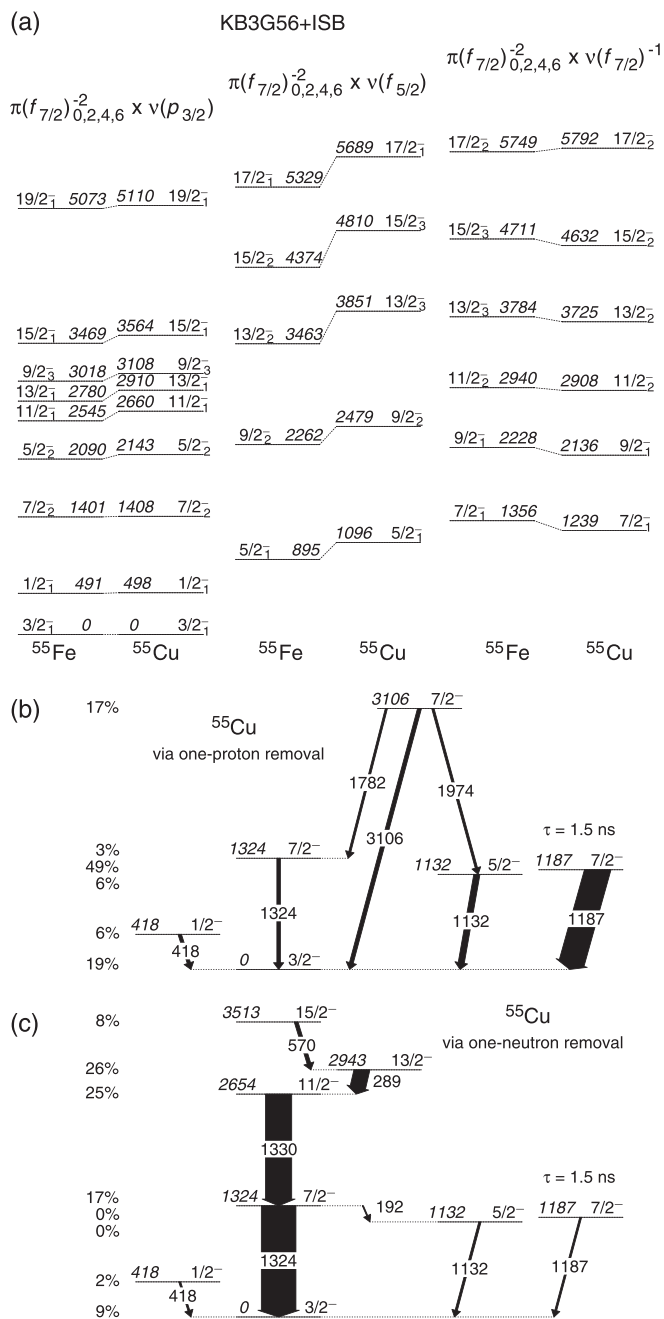 (a)
KB3G56+ISB
π(f 7/2)⁻²0,2,4,6 x ν(p 3/2)
19/2⁻1 5073 5110 19/2⁻1
15/2⁻1 3469 3564 15/2⁻1
9/2⁻3 3018 3108 9/2⁻3
13/2⁻1 2780 2910 13/2⁻1
11/2⁻1 2545 2660 11/2⁻1
5/2⁻2 2090 2143 5/2⁻2
7/2⁻2 1401 1408 7/2⁻2
1/2⁻1 491 498 1/2⁻1
3/2⁻1 0 0 3/2⁻1
⁵⁵Fe ⁵⁵Cu
π(f 7/2)⁻²0,2,4,6 x ν(f 5/2)
5689 17/2⁻1
17/2⁻1 5329
4810 15/2⁻3
15/2⁻2 4374
3851 13/2⁻3
13/2⁻2 3463
2479 9/2⁻2
9/2⁻2 2262
1096 5/2⁻1
5/2⁻1 895
⁵⁵Fe ⁵⁵Cu
π(f 7/2)⁻²0,2,4,6 x ν(f 7/2)⁻¹
17/2⁻2 5749 5792 17/2⁻2
15/2⁻3 4711 4632 15/2⁻2
13/2⁻3 3784 3725 13/2⁻2
11/2⁻2 2940 2908 11/2⁻2
9/2⁻1 2228 2136 9/2⁻1
7/2⁻1 1356 1239 7/2⁻1
⁵⁵Fe ⁵⁵Cu
(b)
17%
3106 7/2⁻
⁵⁵Cu
via one-proton removal
1782
1974
3106
τ = 1.5 ns
3%
1324 7/2⁻
49%
1187 7/2⁻
6%
1132 5/2⁻
1324
1132
1187
6%
418 1/2⁻
418
19%
0 3/2⁻
(c)
8%
3513 15/2⁻
⁵⁵Cu
via one-neutron removal
570
26%
2943 13/2⁻
289
25%
2654 11/2⁻
1330
τ = 1.5 ns
17%
1324 7/2⁻
192
0%
1187 7/2⁻
0%
1132 5/2⁻
1324
1132
1187
2%
418 1/2⁻
418
9%
0 3/2⁻